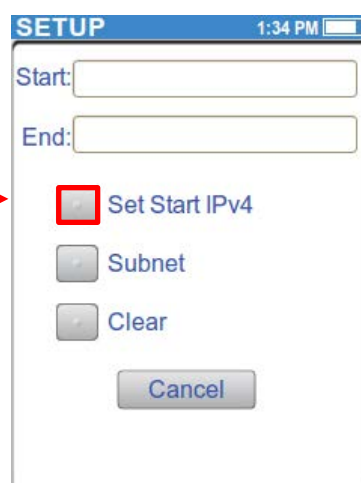 SETUP 1:34 PM
Start:
End:
Set Start IPv4
Subnet
Clear
Cancel